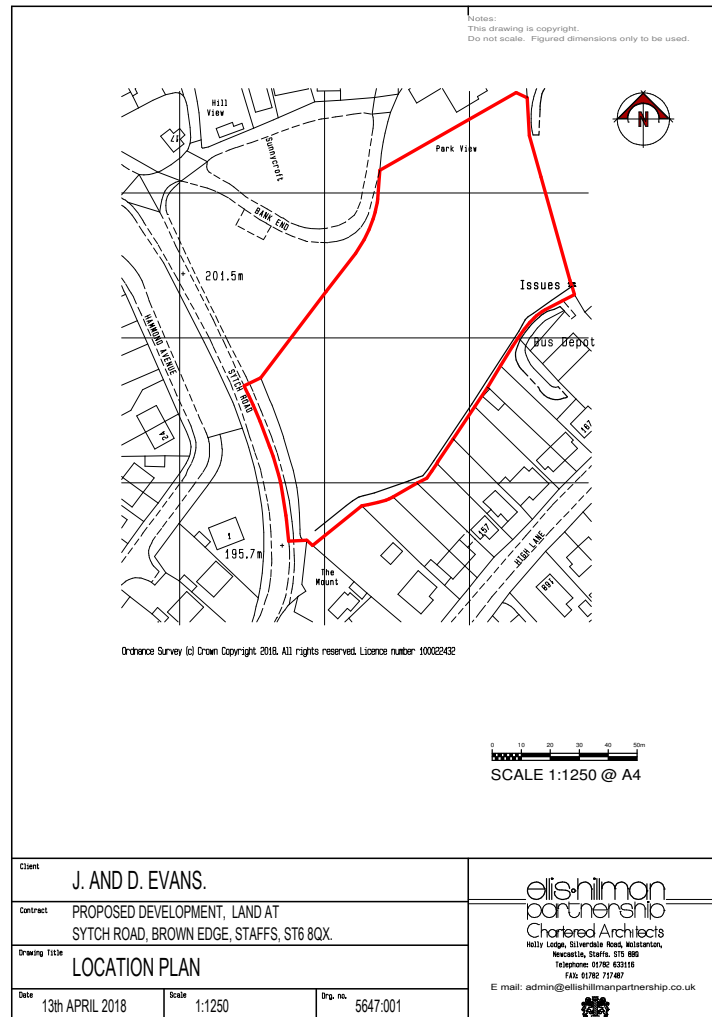 Notes:
This drawing is copyright.
Do not scale. Figured dimensions only to be used.
Hill
View
17
Sunnycroft
Park View
N
BANK END
201.5m
Issues
HAMMOND AVENUE
Bus Depot
SYTCH ROAD
24
167
1
157
195.7m
HIGH LANE
The
Mount
168
Ordnance Survey (c) Crown Copyright 2018. All rights reserved. Licence number 100022432
0 10 20 30 40 50m
SCALE 1:1250 @ A4
Client
J. AND D. EVANS.
Contract
PROPOSED DEVELOPMENT, LAND AT
SYTCH ROAD, BROWN EDGE, STAFFS, ST6 8QX.
Drawing Title
LOCATION PLAN
Date
13th APRIL 2018
Scale
1:1250
Drg. no.
5647:001
ellis·hillman
partnership
Chartered Architects
Holly Lodge, Silverdale Road, Wolstanton,
Newcastle, Staffs. ST5 8BQ
Telephone: 01782 633116
FAX: 01782 717487
E mail: admin@ellishillmanpartnership.co.uk